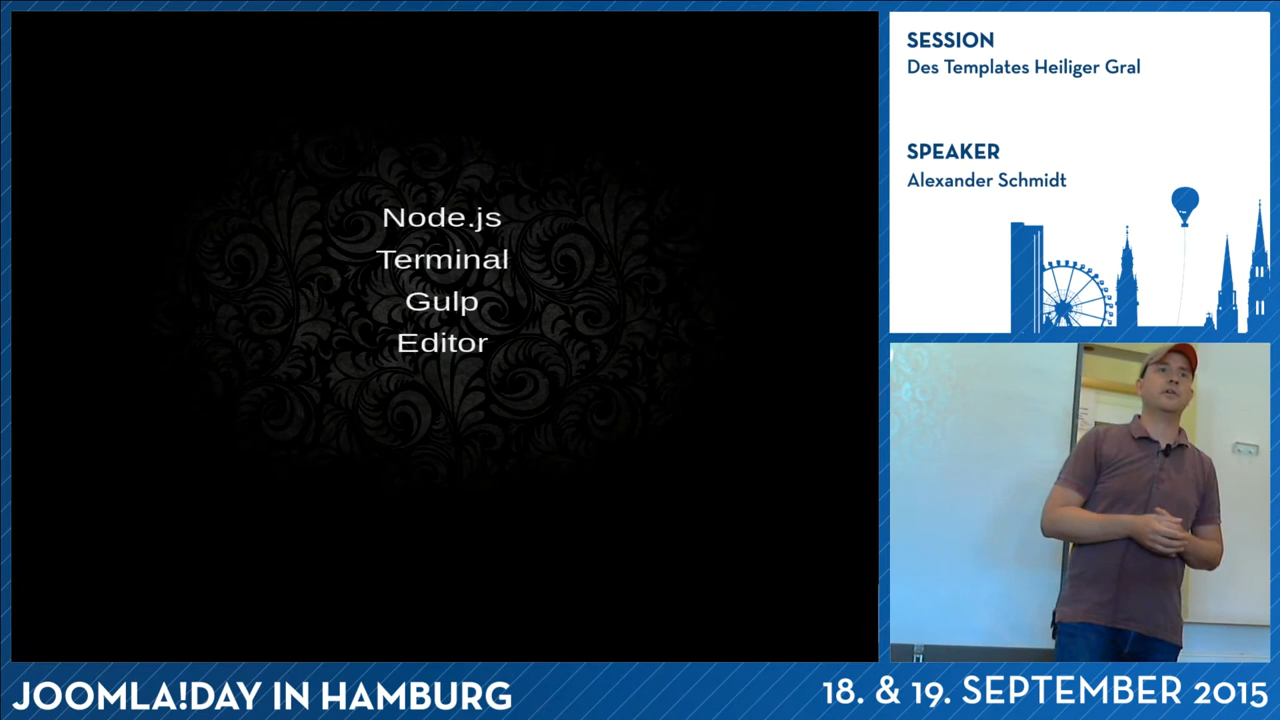 Node.js
Terminal
Gulp
Editor
SESSION
Des Templates Heiliger Gral
SPEAKER
Alexander Schmidt
JOOMLA!DAY IN HAMBURG
18. & 19. SEPTEMBER 2015